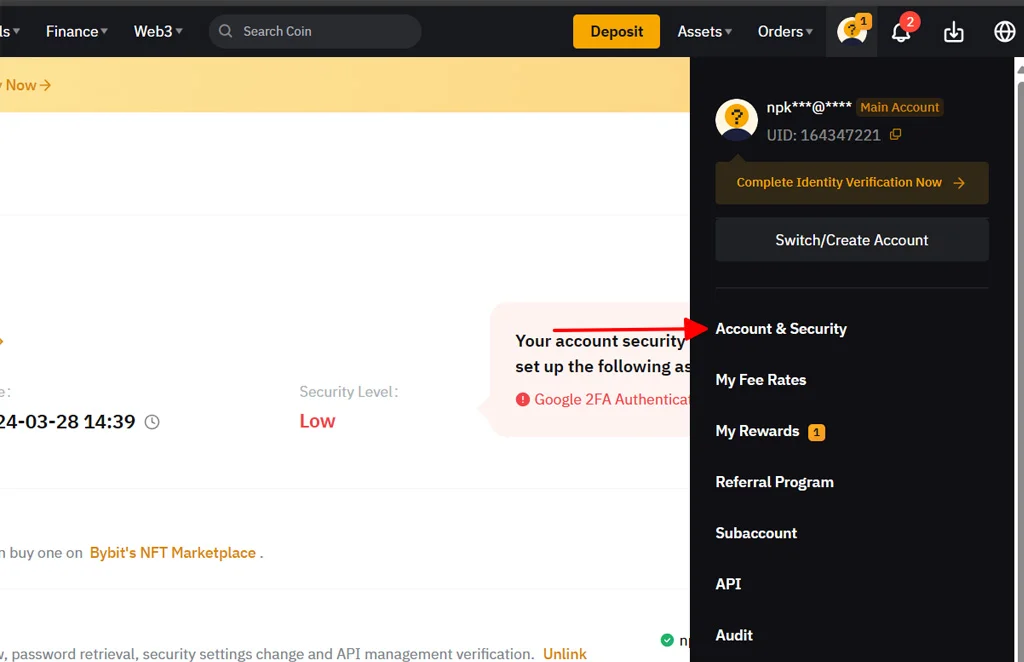 ls
Finance
Web3
Search Coin
Deposit
Assets
Orders
1
2
Now →
npk***@**** Main Account
UID: 164347221
Complete Identity Verification Now →
Switch/Create Account
Account & Security
My Fee Rates
My Rewards 1
Referral Program
Subaccount
API
Audit
Your account security
set up the following as
Google 2FA Authenticat
e:
24-03-28 14:39
Security Level:
Low
n buy one on Bybit's NFT Marketplace .
np
w, password retrieval, security settings change and API management verification. Unlink